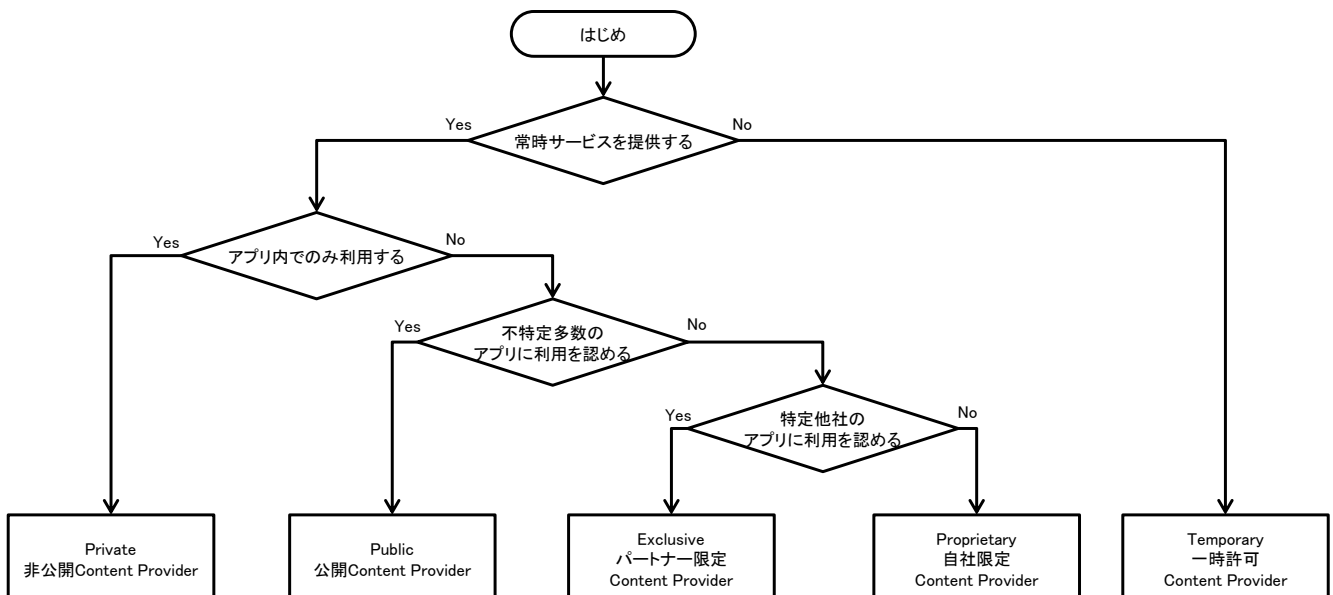 はじめ
Yes
常時サービスを提供する
No
Yes
アプリ内でのみ利用する
No
Yes
不特定多数の
アプリに利用を認める
No
Yes
特定他社の
アプリに利用を認める
No
Private
非公開Content Provider
Public
公開Content Provider
Exclusive
パートナー限定
Content Provider
Proprietary
自社限定
Content Provider
Temporary
一時許可
Content Provider